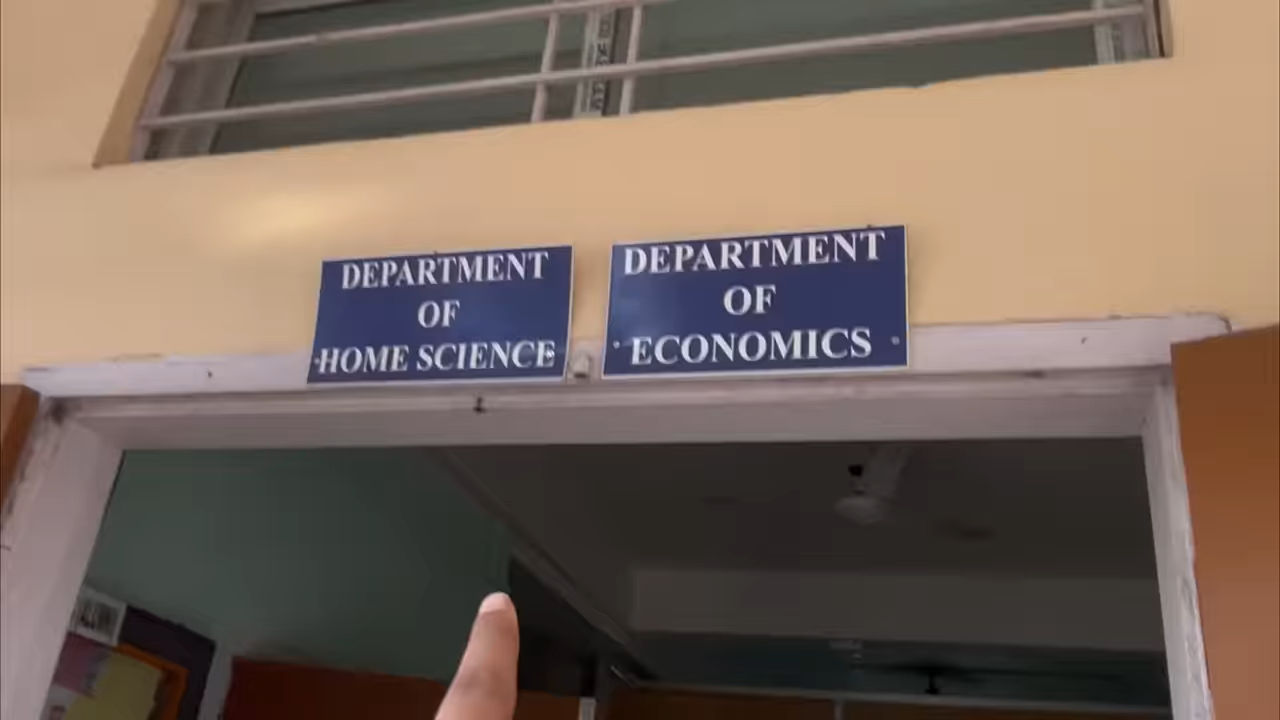 DEPARTMENT
OF
HOME SCIENCE
DEPARTMENT
OF
ECONOMICS